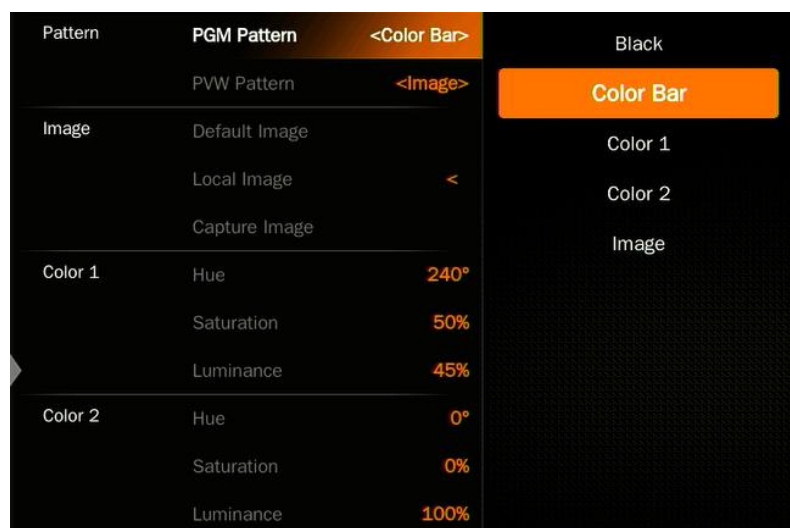 Pattern PGM Pattern <Color Bar>
PVW Pattern <Image>
Image Default Image
Local Image <
Capture Image
Color 1 Hue 240°
Saturation 50%
Luminance 45%
Color 2 Hue 0°
Saturation 0%
Luminance 100%
Black
Color Bar
Color 1
Color 2
Image